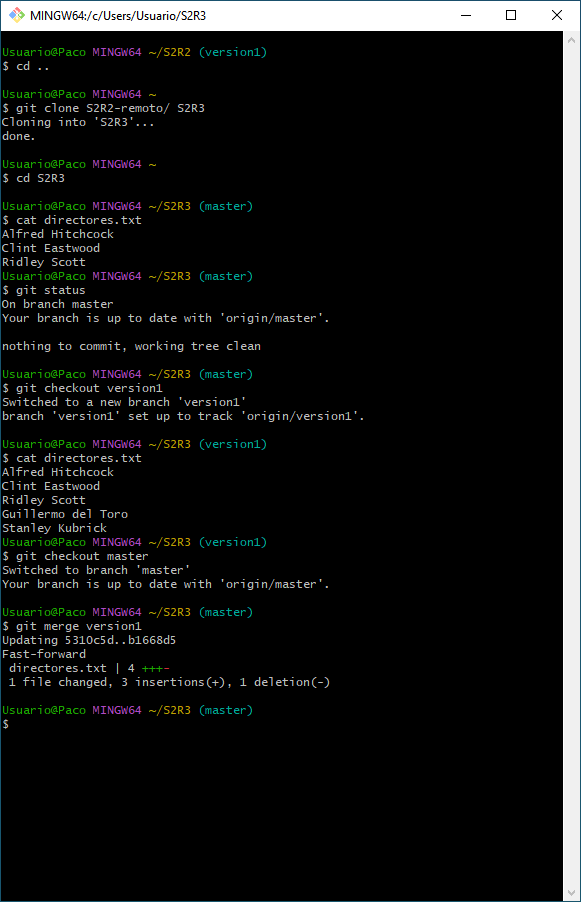 MINGW64:/c/Users/Usuario/S2R3
Usuario@Paco MINGW64 ~/S2R2 (version1)
$ cd ..
Usuario@Paco MINGW64 ~
$ git clone S2R2-remoto/ S2R3
Cloning into 'S2R3'...
done.
Usuario@Paco MINGW64 ~
$ cd S2R3
Usuario@Paco MINGW64 ~/S2R3 (master)
$ cat directores.txt
Alfred Hitchcock
Clint Eastwood
Ridley Scott
Usuario@Paco MINGW64 ~/S2R3 (master)
$ git status
On branch master
Your branch is up to date with 'origin/master'.
nothing to commit, working tree clean
Usuario@Paco MINGW64 ~/S2R3 (master)
$ git checkout version1
Switched to a new branch 'version1'
branch 'version1' set up to track 'origin/version1'.
Usuario@Paco MINGW64 ~/S2R3 (version1)
$ cat directores.txt
Alfred Hitchcock
Clint Eastwood
Ridley Scott
Guillermo del Toro
Stanley Kubrick
Usuario@Paco MINGW64 ~/S2R3 (version1)
$ git checkout master
Switched to branch 'master'
Your branch is up to date with 'origin/master'.
Usuario@Paco MINGW64 ~/S2R3 (master)
$ git merge version1
Updating 5310c5d..b1668d5
Fast-forward
 directores.txt | 4 +++-
 1 file changed, 3 insertions(+), 1 deletion(-)
Usuario@Paco MINGW64 ~/S2R3 (master)
$